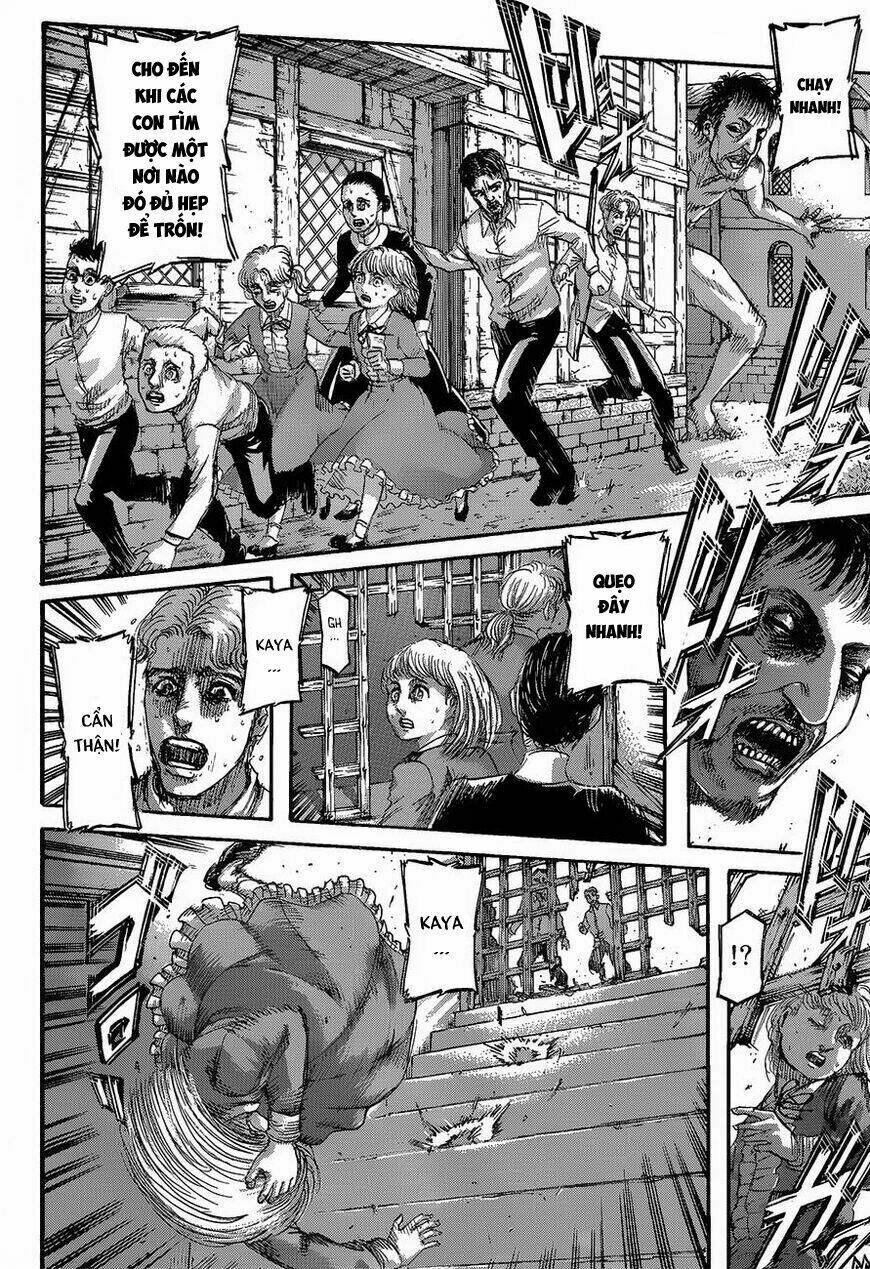 CHẠY
NHANH!
CHO ĐẾN
KHI CÁC
CON TÌM
ĐƯỢC MỘT
NƠI NÀO
ĐÓ ĐỦ HẸP
ĐỂ TRỐN!
QUẸO
ĐÂY
NHANH!
GH
...
KAYA
...
CẨN
THẬN!
!?
KAYA
...